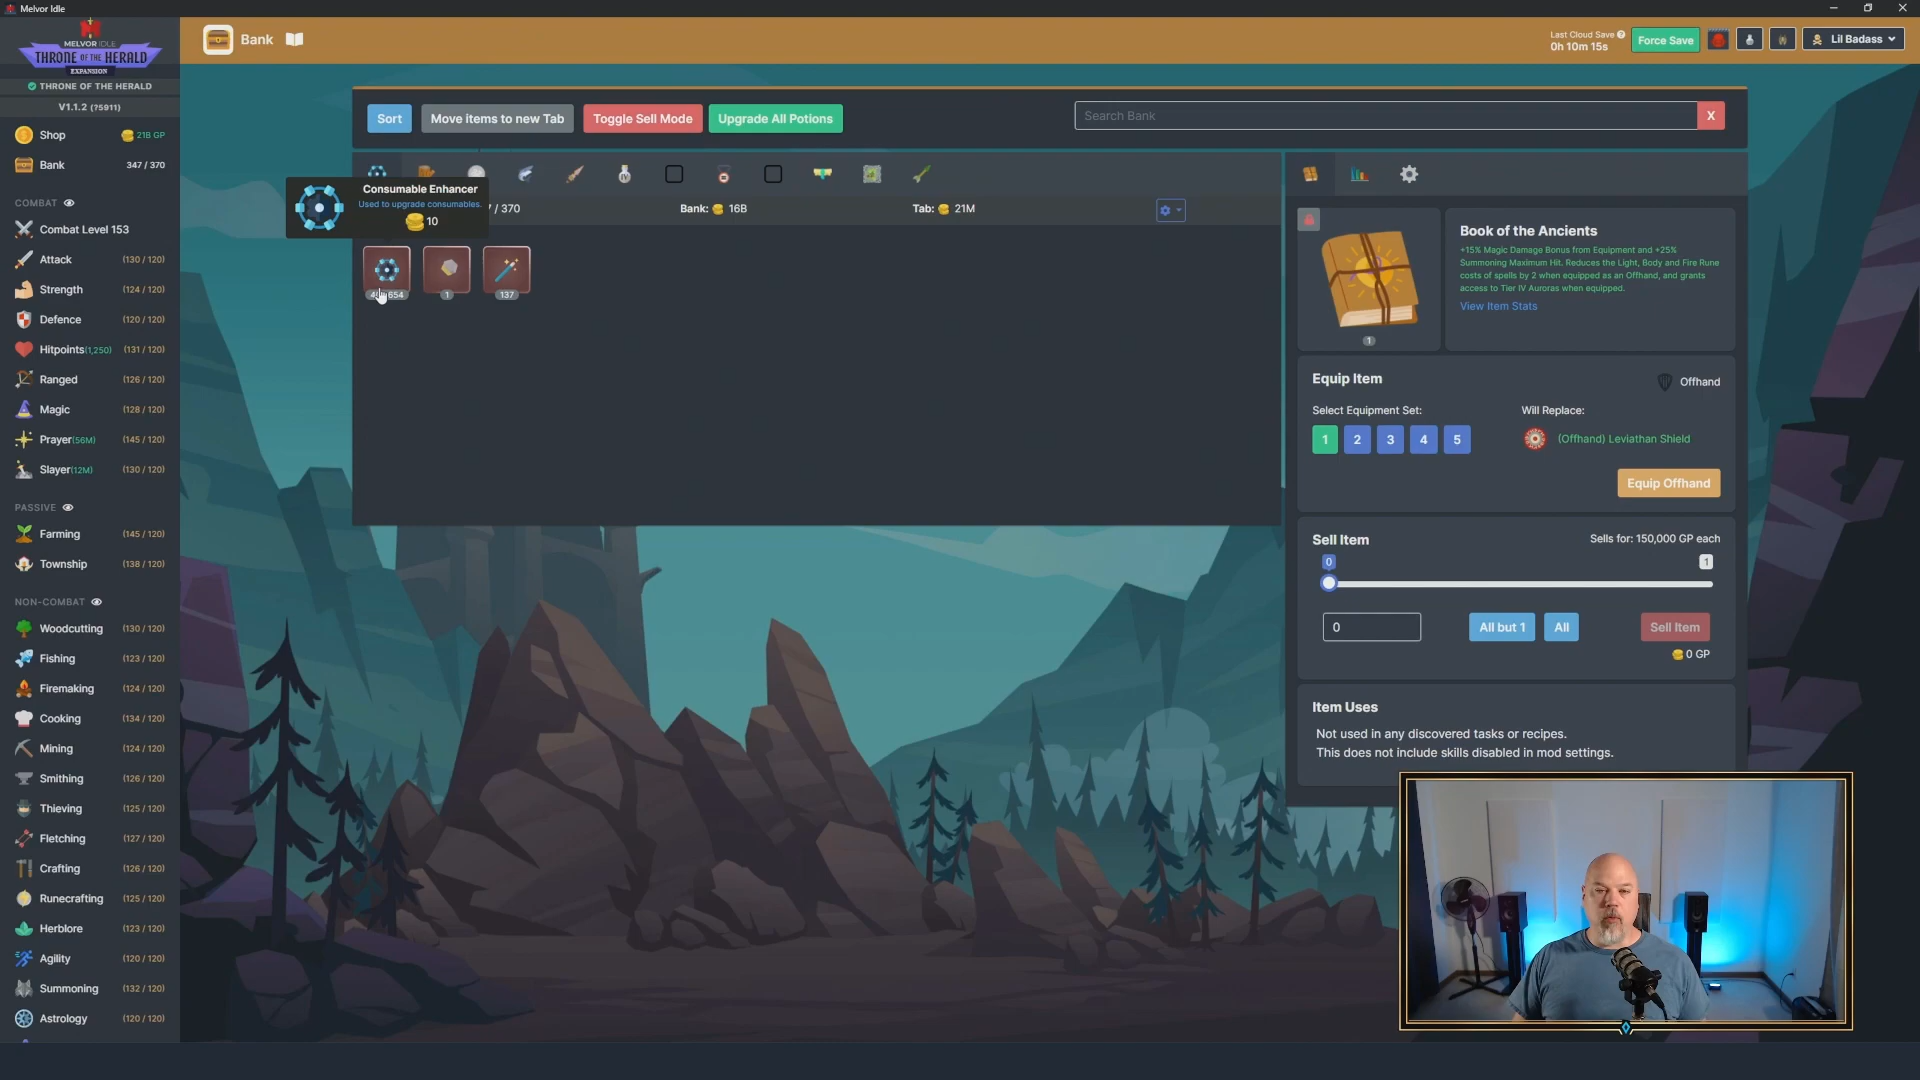 Melvor Idle
MELVOR IDLE
THRONE OF THE HERALD
EXPANSION
THRONE OF THE HERALD
V1.1.2 (?5911)
Shop
21B GP
Bank
347 / 370
COMBAT
Combat Level 153
Attack
(130 / 120)
Strength
(124 / 120)
Defence
(120 / 120)
Hitpoints(1,250)
(131 / 120)
Ranged
(126 / 120)
Magic
(128 / 120)
Prayer(56M)
(145 / 120)
Slayer(12M)
(130 / 120)
PASSIVE
Farming
(145 / 120)
Township
(138 / 120)
NON-COMBAT
Woodcutting
(130 / 120)
Fishing
(123 / 120)
Firemaking
(124 / 120)
Cooking
(134 / 120)
Mining
(124 / 120)
Smithing
(126 / 120)
Thieving
(125 / 120)
Fletching
(127 / 120)
Crafting
(126 / 120)
Runecrafting
(125 / 120)
Herblore
(123 / 120)
Agility
(120 / 120)
Summoning
(132 / 120)
Astrology
(120 / 120)
Bank
Last Cloud Save
0h 10m 15s
Force Save
Lil Badass
Sort
Move items to new Tab
Toggle Sell Mode
Upgrade All Potions
Search Bank
X
Consumable Enhancer
Used to upgrade consumables.
10
/ 370
Bank: 16B
Tab: 21M
654
1
137
Book of the Ancients
+15% Magic Damage Bonus from Equipment and +25%
Summoning Maximum Hit. Reduces the Light, Body and Fire Rune
costs of spells by 2 when equipped as an Offhand, and grants
access to Tier IV Auroras when equipped.
View Item Stats
1
Equip Item
Offhand
Select Equipment Set:
Will Replace:
1
2
3
4
5
(Offhand) Leviathan Shield
Equip Offhand
Sell Item
Sells for: 150,000 GP each
0
1
0
All but 1
All
Sell Item
0 GP
Item Uses
Not used in any discovered tasks or recipes.
This does not include skills disabled in mod settings.